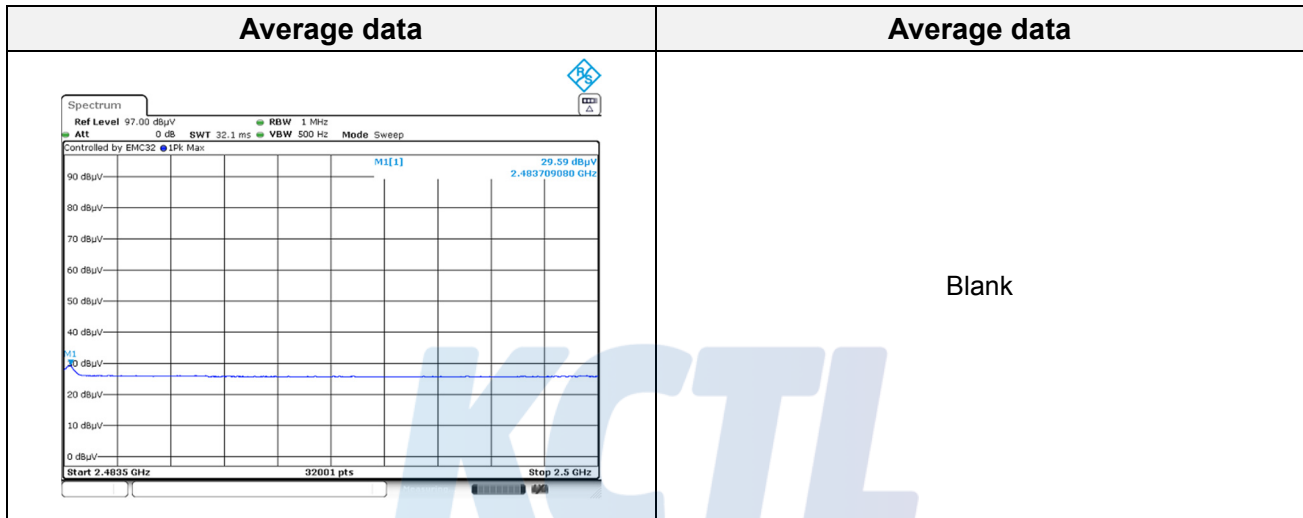 Average data
Average data
R&S
Spectrum
Ref Level 97.00 dBµV RBW 1 MHz
Att 0 dB SWT 32.1 ms VBW 500 Hz Mode Sweep
Controlled by EMC32 1Pk Max
M1[1] 29.59 dBµV
2.483709080 GHz
90 dBµV
80 dBµV
70 dBµV
60 dBµV
50 dBµV
40 dBµV
M1
30 dBµV
20 dBµV
10 dBµV
0 dBµV
Start 2.4835 GHz 32001 pts Stop 2.5 GHz
Blank
KCTL